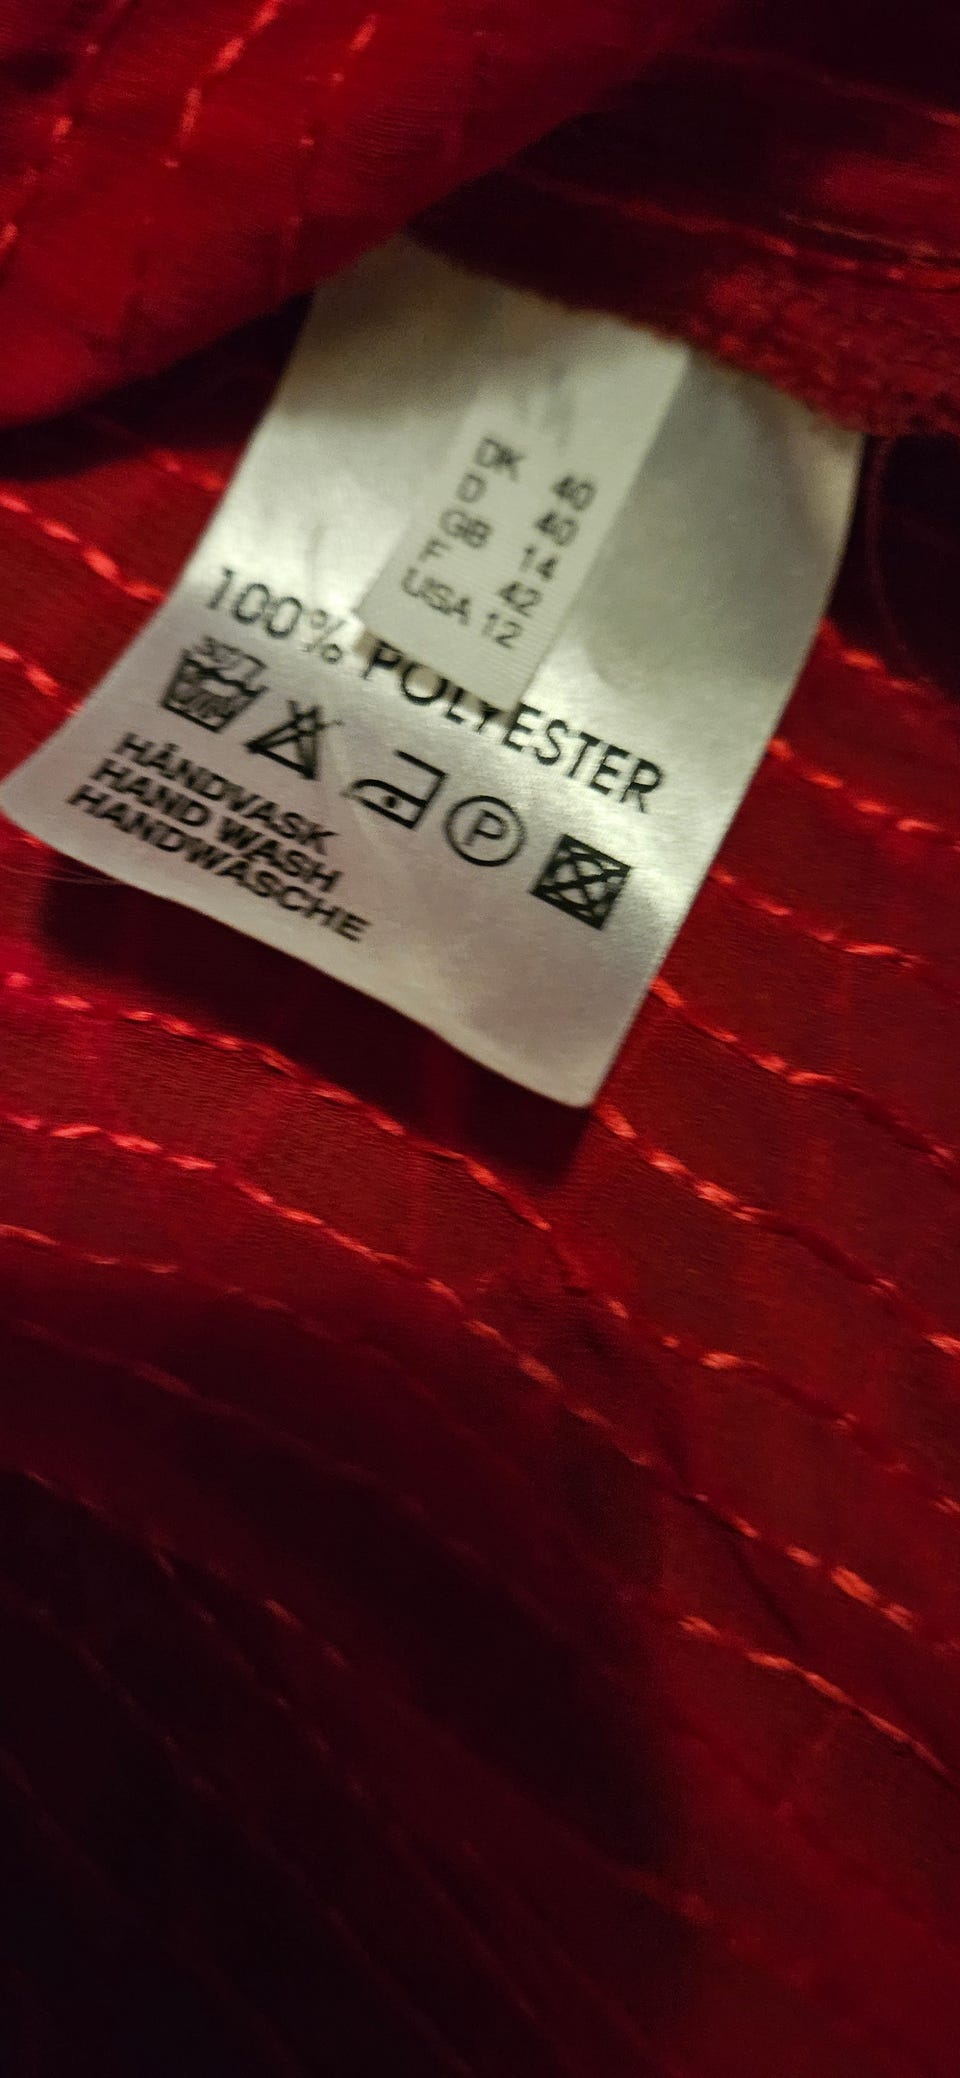 DK 40
D 40
GB 14
F 42
USA 12
100% POLYESTER
P
HÅNDVASK
HAND WASH
HANDWÄSCHE